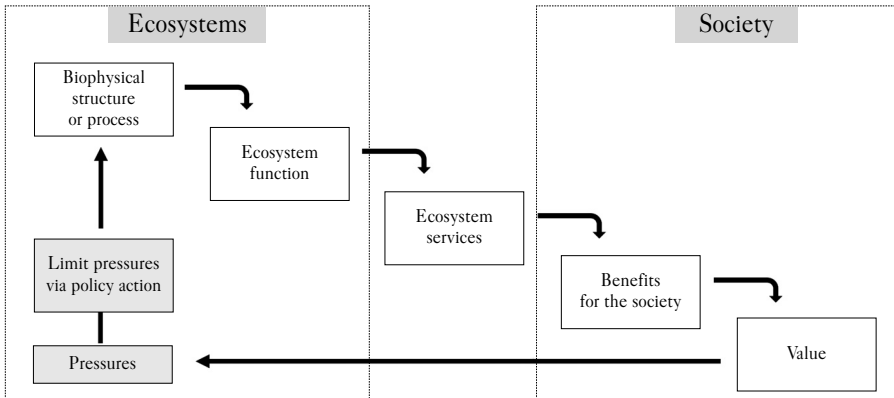 Ecosystems
Society
Biophysical
structure
or process
Ecosystem
function
Ecosystem
services
Limit pressures
via policy action
Benefits
for the society
Pressures
Value